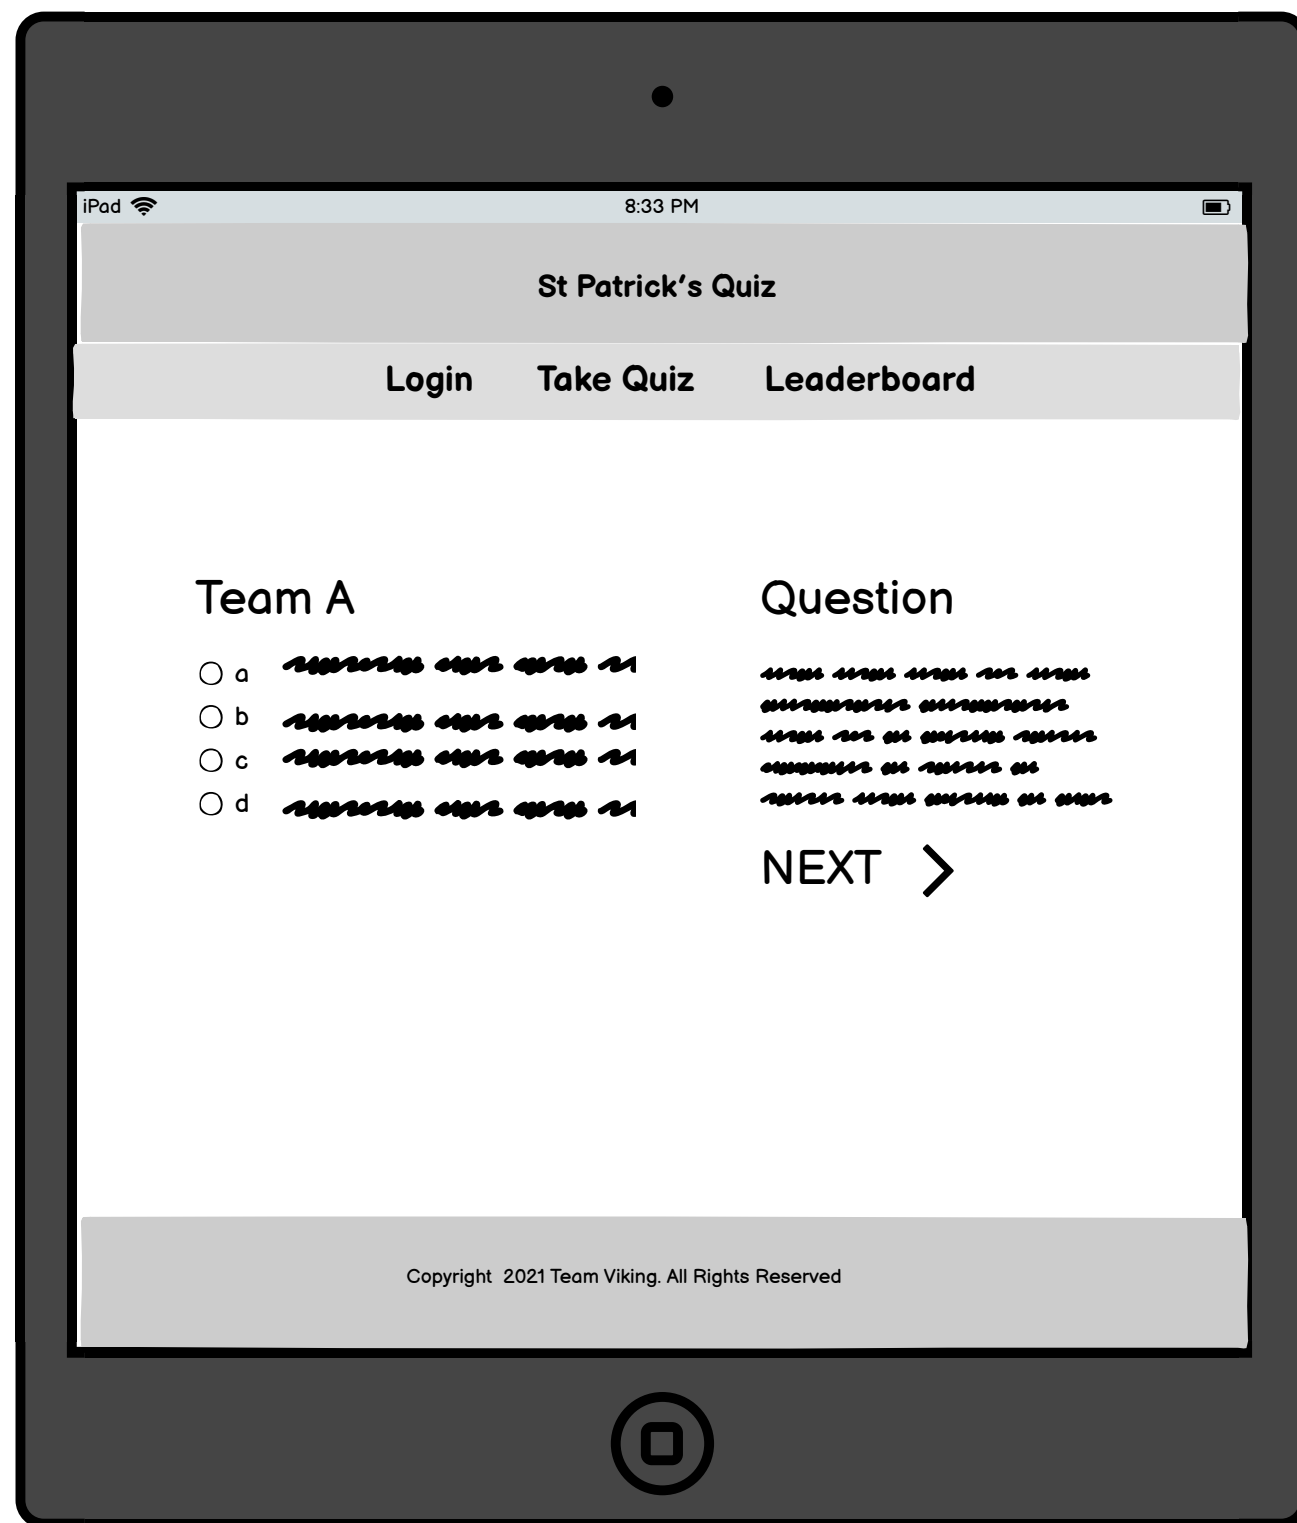 iPad 8:33 PM
St Patrick's Quiz
Login Take Quiz Leaderboard
Team A
a
b
c
d
Question
NEXT
Copyright 2021 Team Viking. All Rights Reserved